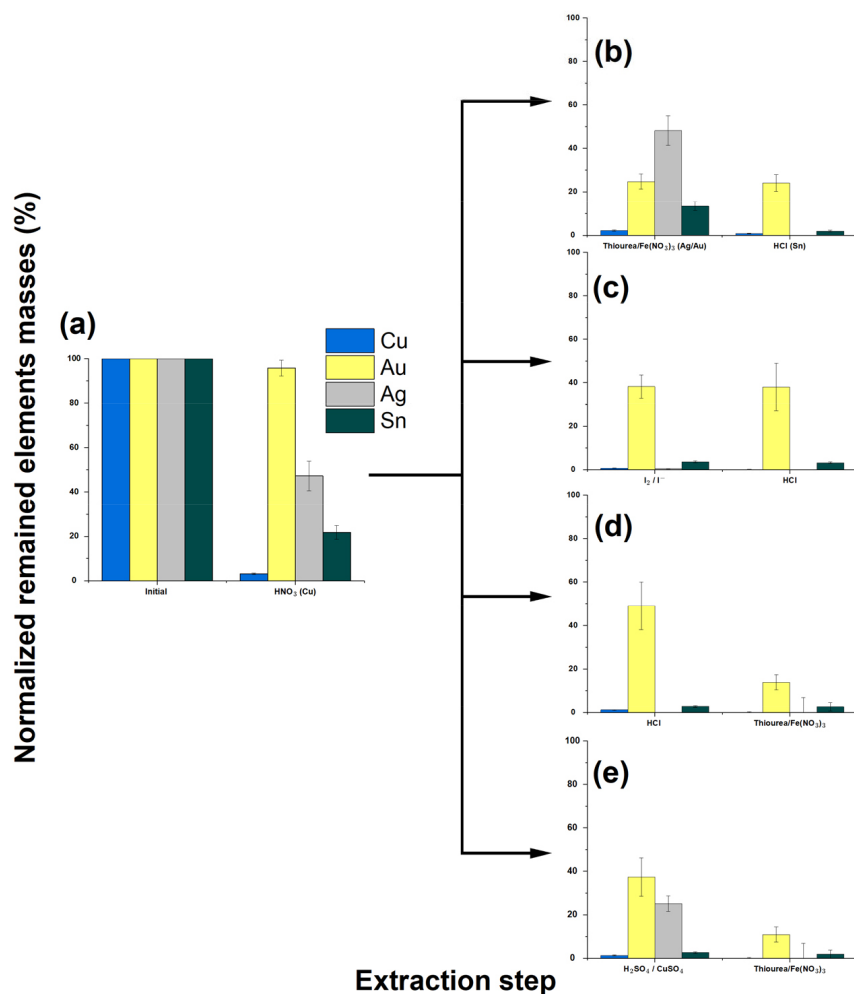 Normalized remained elements masses (%)
(a)
100
80
60
40
20
0
Initial
HNO₃ (Cu)
Cu
Au
Ag
Sn
(b)
100
80
60
40
20
0
Thiourea/Fe(NO₃)₃ (Ag/Au)
HCl (Sn)
(c)
100
80
60
40
20
0
I₂ / I⁻
HCl
(d)
100
80
60
40
20
0
HCl
Thiourea/Fe(NO₃)₃
(e)
100
80
60
40
20
0
H₂SO₄ / CuSO₄
Thiourea/Fe(NO₃)₃
Extraction step